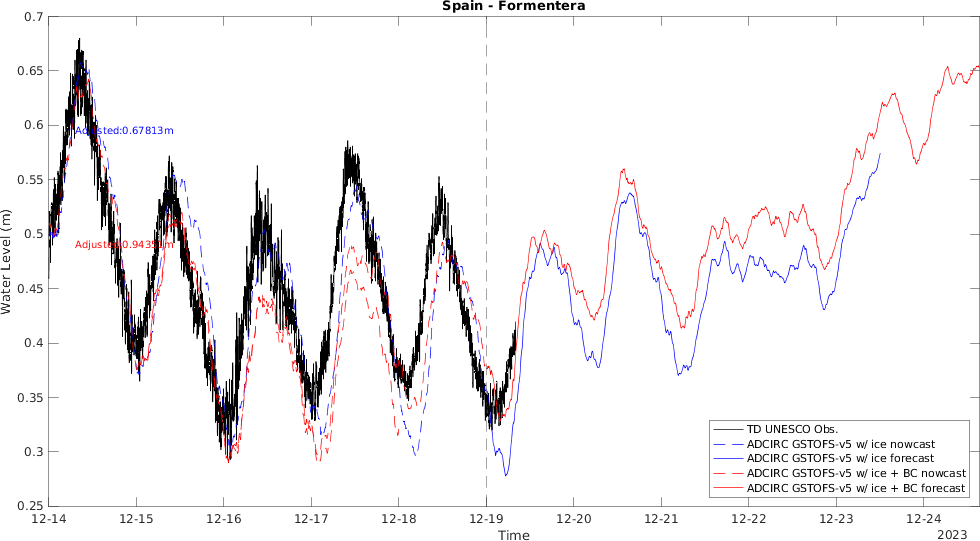 Spain - Formentera
0.7
0.65
0.6
0.55
0.5
0.45
0.4
0.35
0.3
0.25
Water Level (m)
Adjusted:0.67813m
TD UNESCO Obs.
ADCIRC GSTOFS-v5 w/ ice nowcast
ADCIRC GSTOFS-v5 w/ ice forecast
ADCIRC GSTOFS-v5 w/ ice + BC nowcast
ADCIRC GSTOFS-v5 w/ ice + BC forecast
12-14 12-15 12-16 12-17 12-18 12-19 12-20 12-21 12-22 12-23 12-24
Time
2023